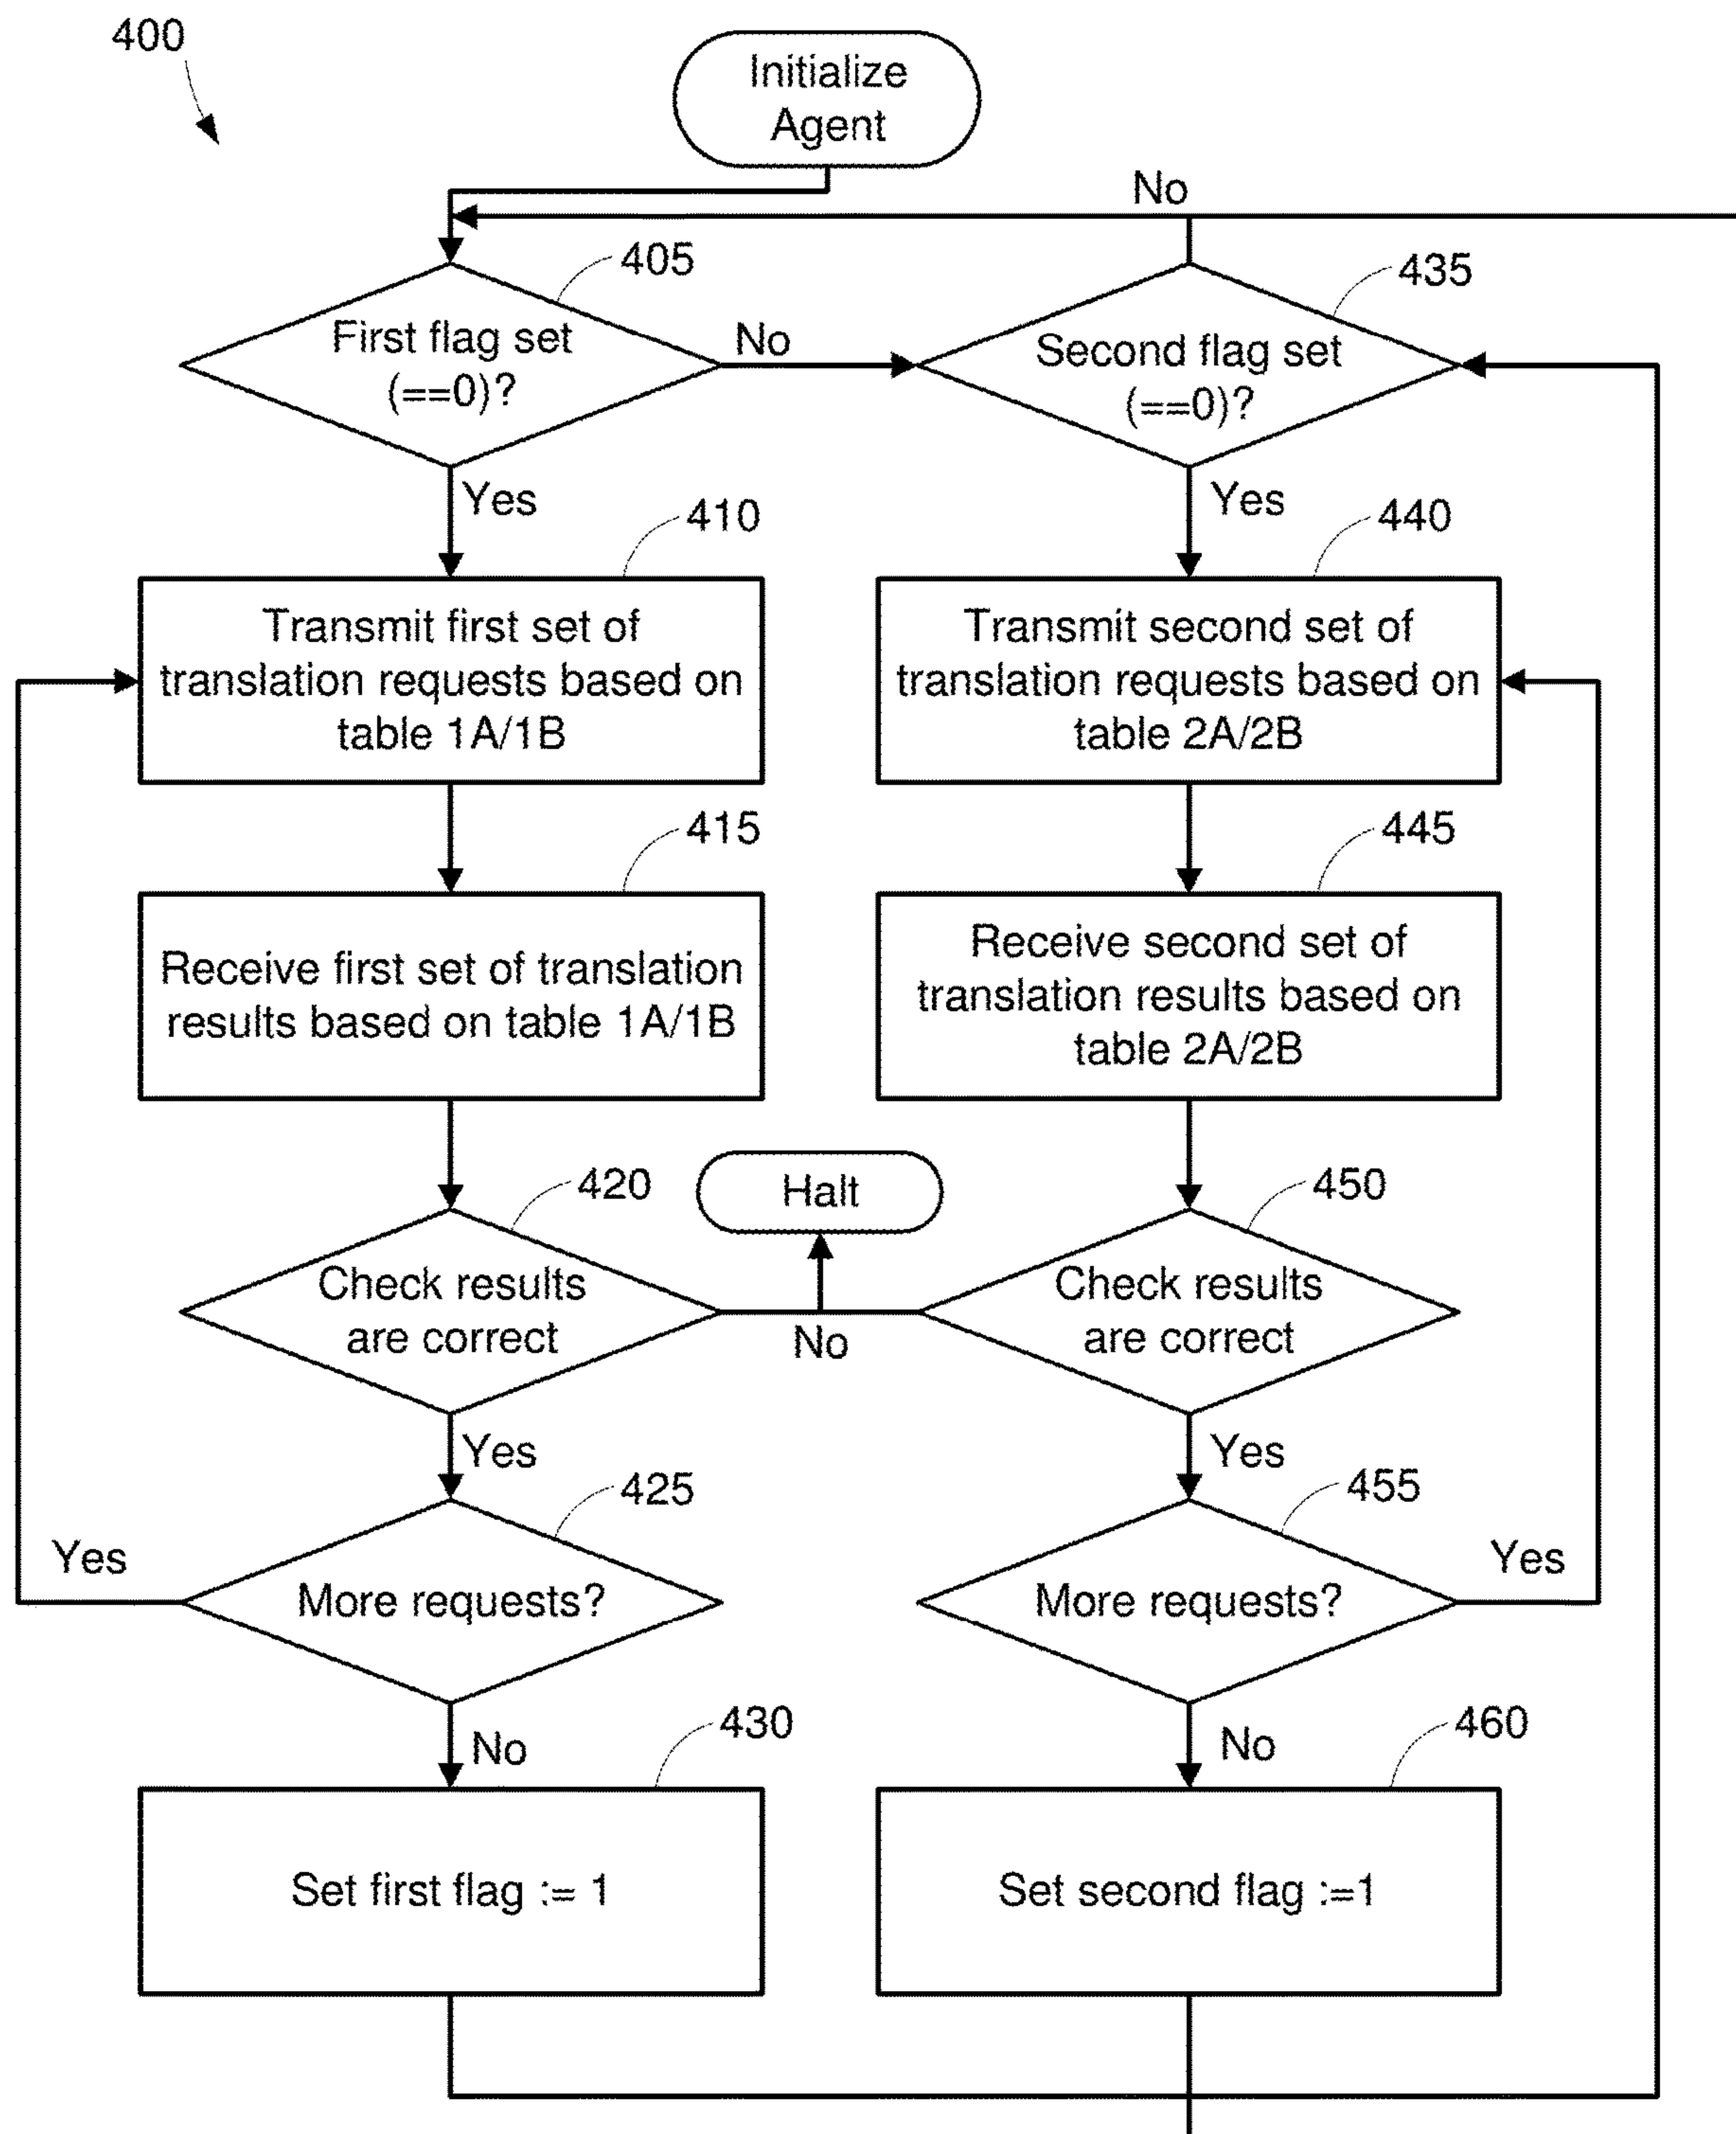 400
Initialize
Agent
No
405
435
First flag set
(==0)?
No
Second flag set
(==0)?
Yes
Yes
410
440
Transmit first set of
translation requests based on
table 1A/1B
Transmit second set of
translation requests based on
table 2A/2B
415
445
Receive first set of translation
results based on table 1A/1B
Receive second set of
translation results based on
table 2A/2B
420
Halt
450
Check results
are correct
No
Check results
are correct
Yes
Yes
425
455
Yes
More requests?
More requests?
Yes
No
430
No
460
Set first flag := 1
Set second flag :=1